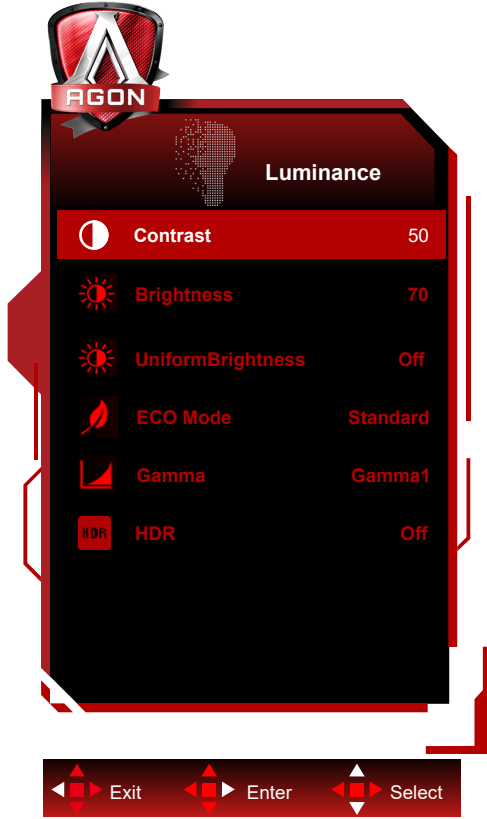 AGON
Luminance
Contrast 50
Brightness 70
UniformBrightness Off
ECO Mode Standard
Gamma Gamma1
HDR HDR Off
Exit Enter Select